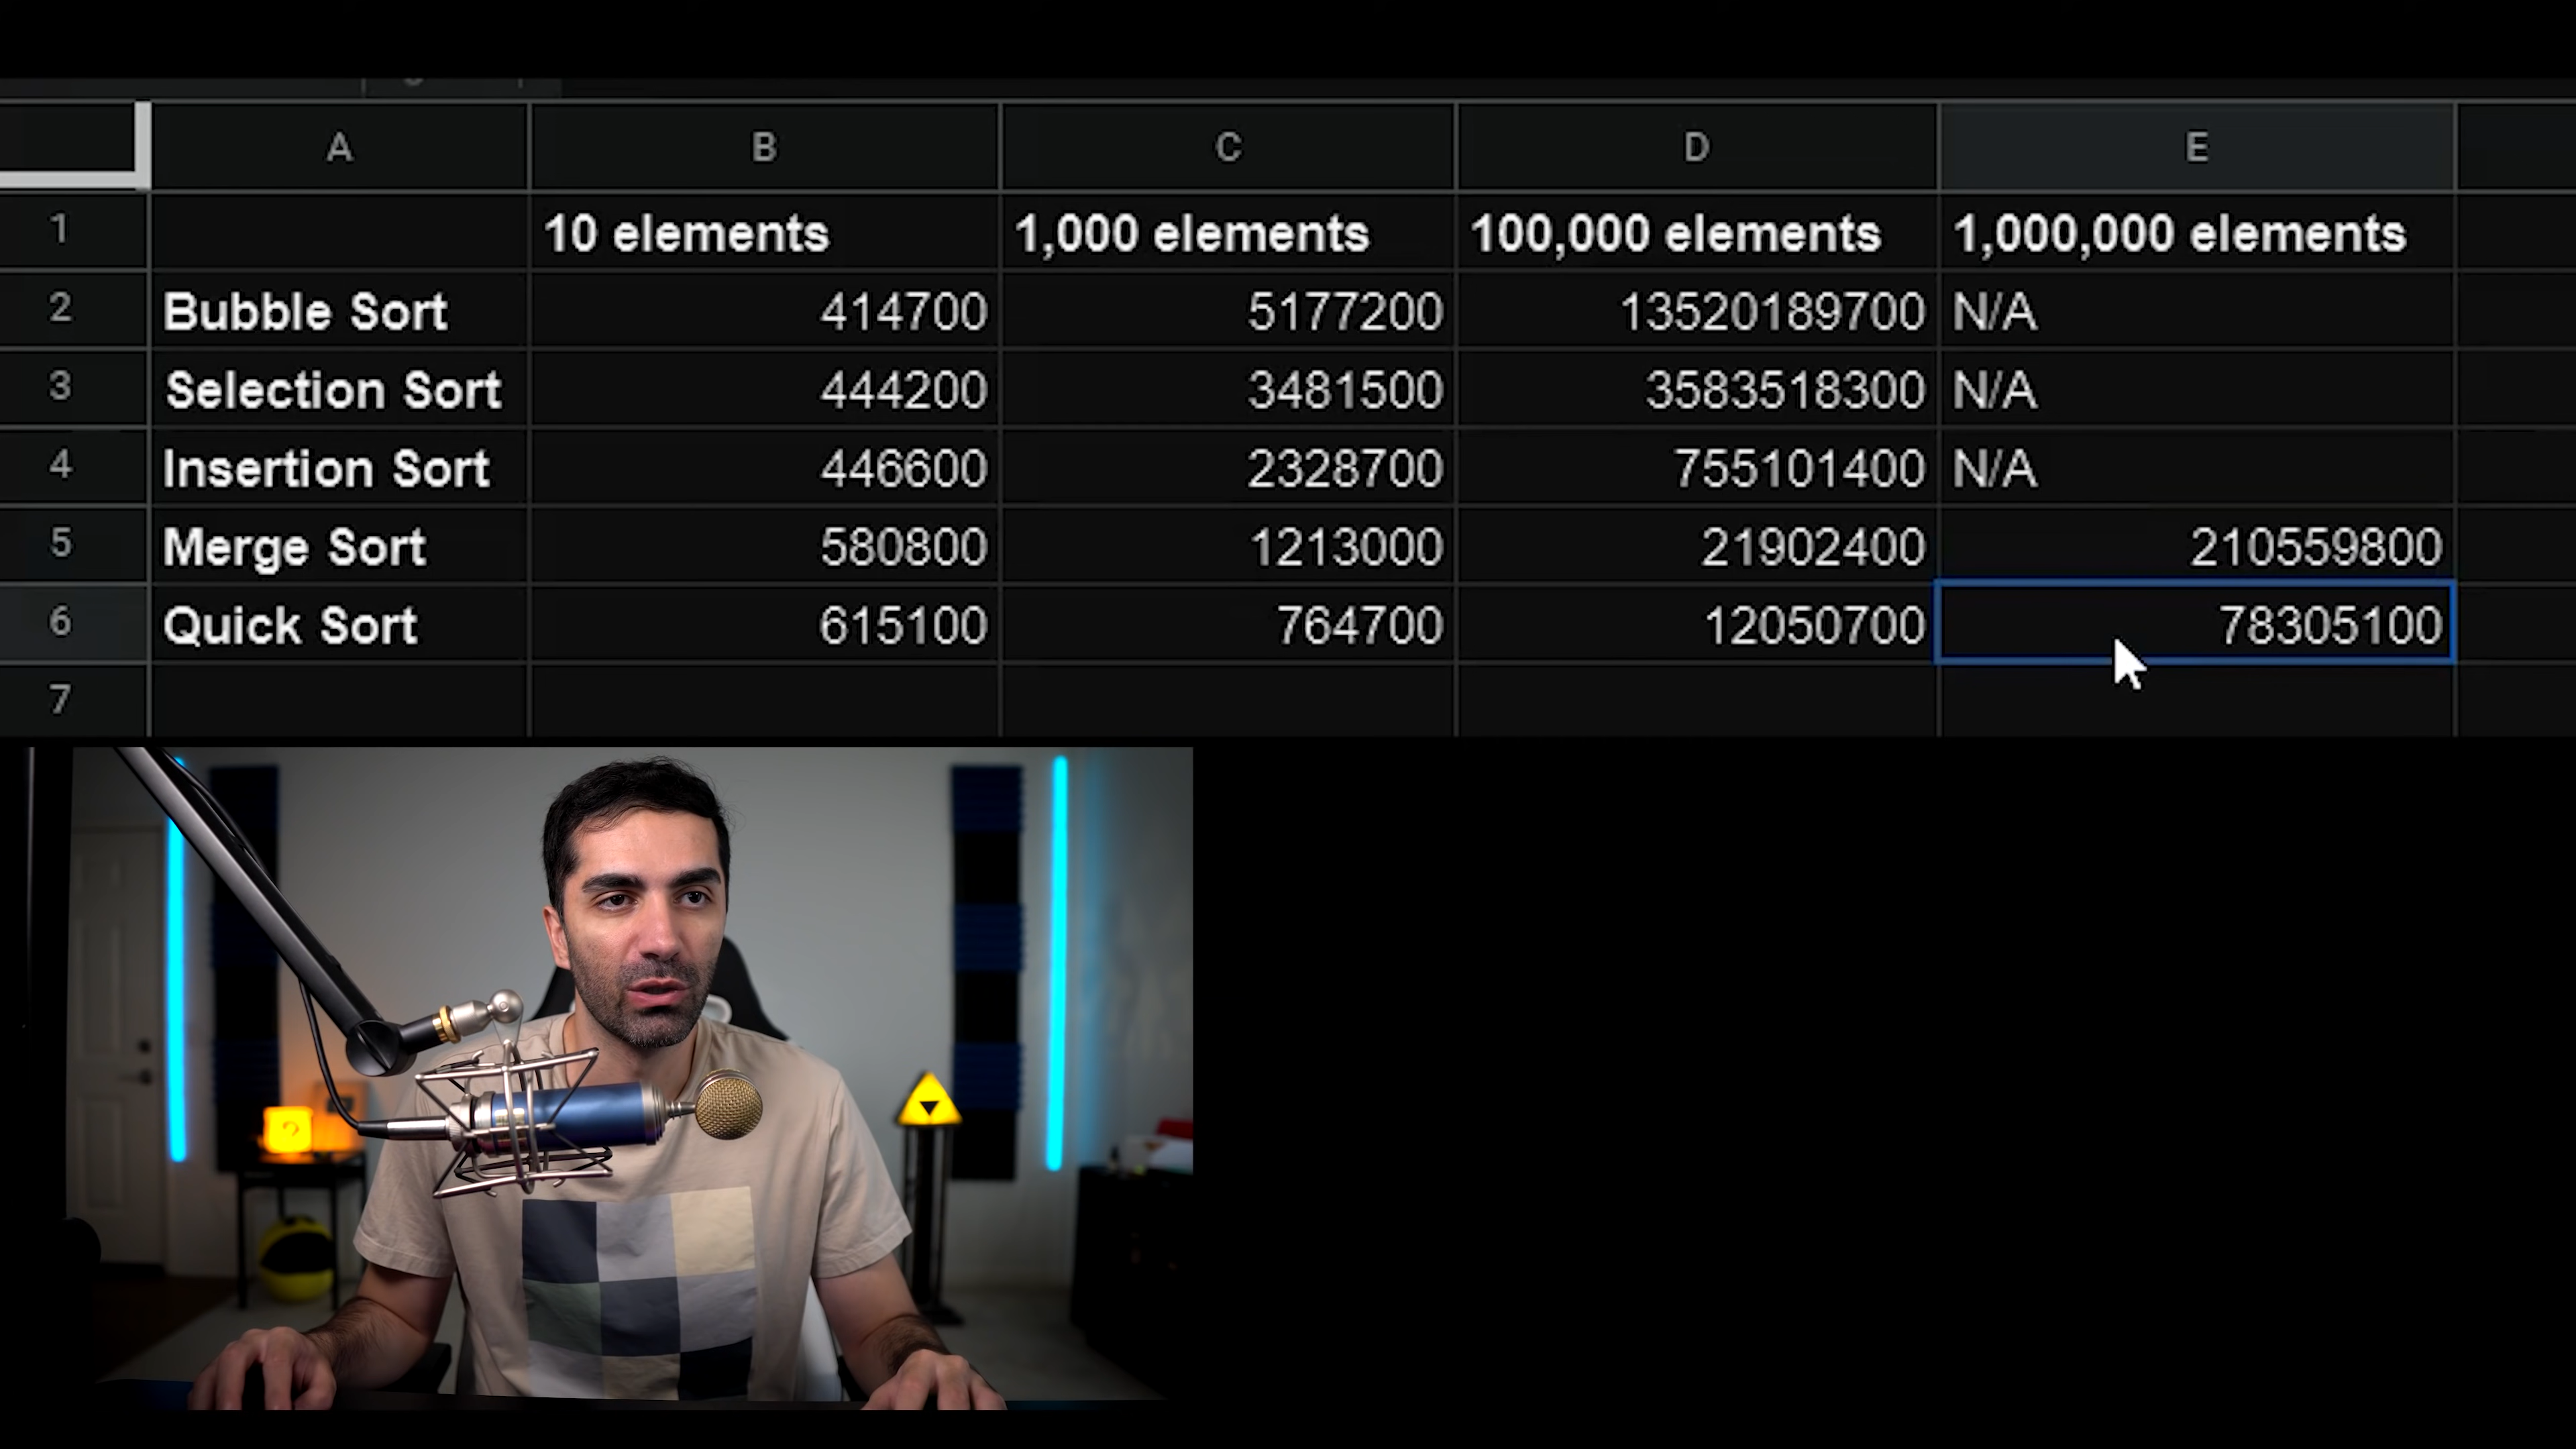 A B C D E
1 10 elements 1,000 elements 100,000 elements 1,000,000 elements
2 Bubble Sort 414700 5177200 13520189700 N/A
3 Selection Sort 444200 3481500 3583518300 N/A
4 Insertion Sort 446600 2328700 755101400 N/A
5 Merge Sort 580800 1213000 21902400 210559800
6 Quick Sort 615100 764700 12050700 78305100
7
?